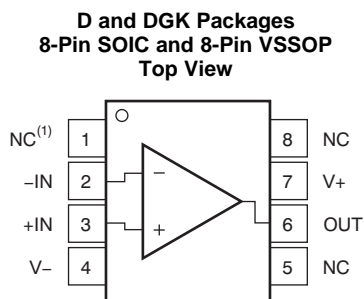 D and DGK Packages
8-Pin SOIC and 8-Pin VSSOP
Top View
NC(1) 1 8 NC
−IN 2 − 7 V+
+IN 3 + 6 OUT
V− 4 5 NC